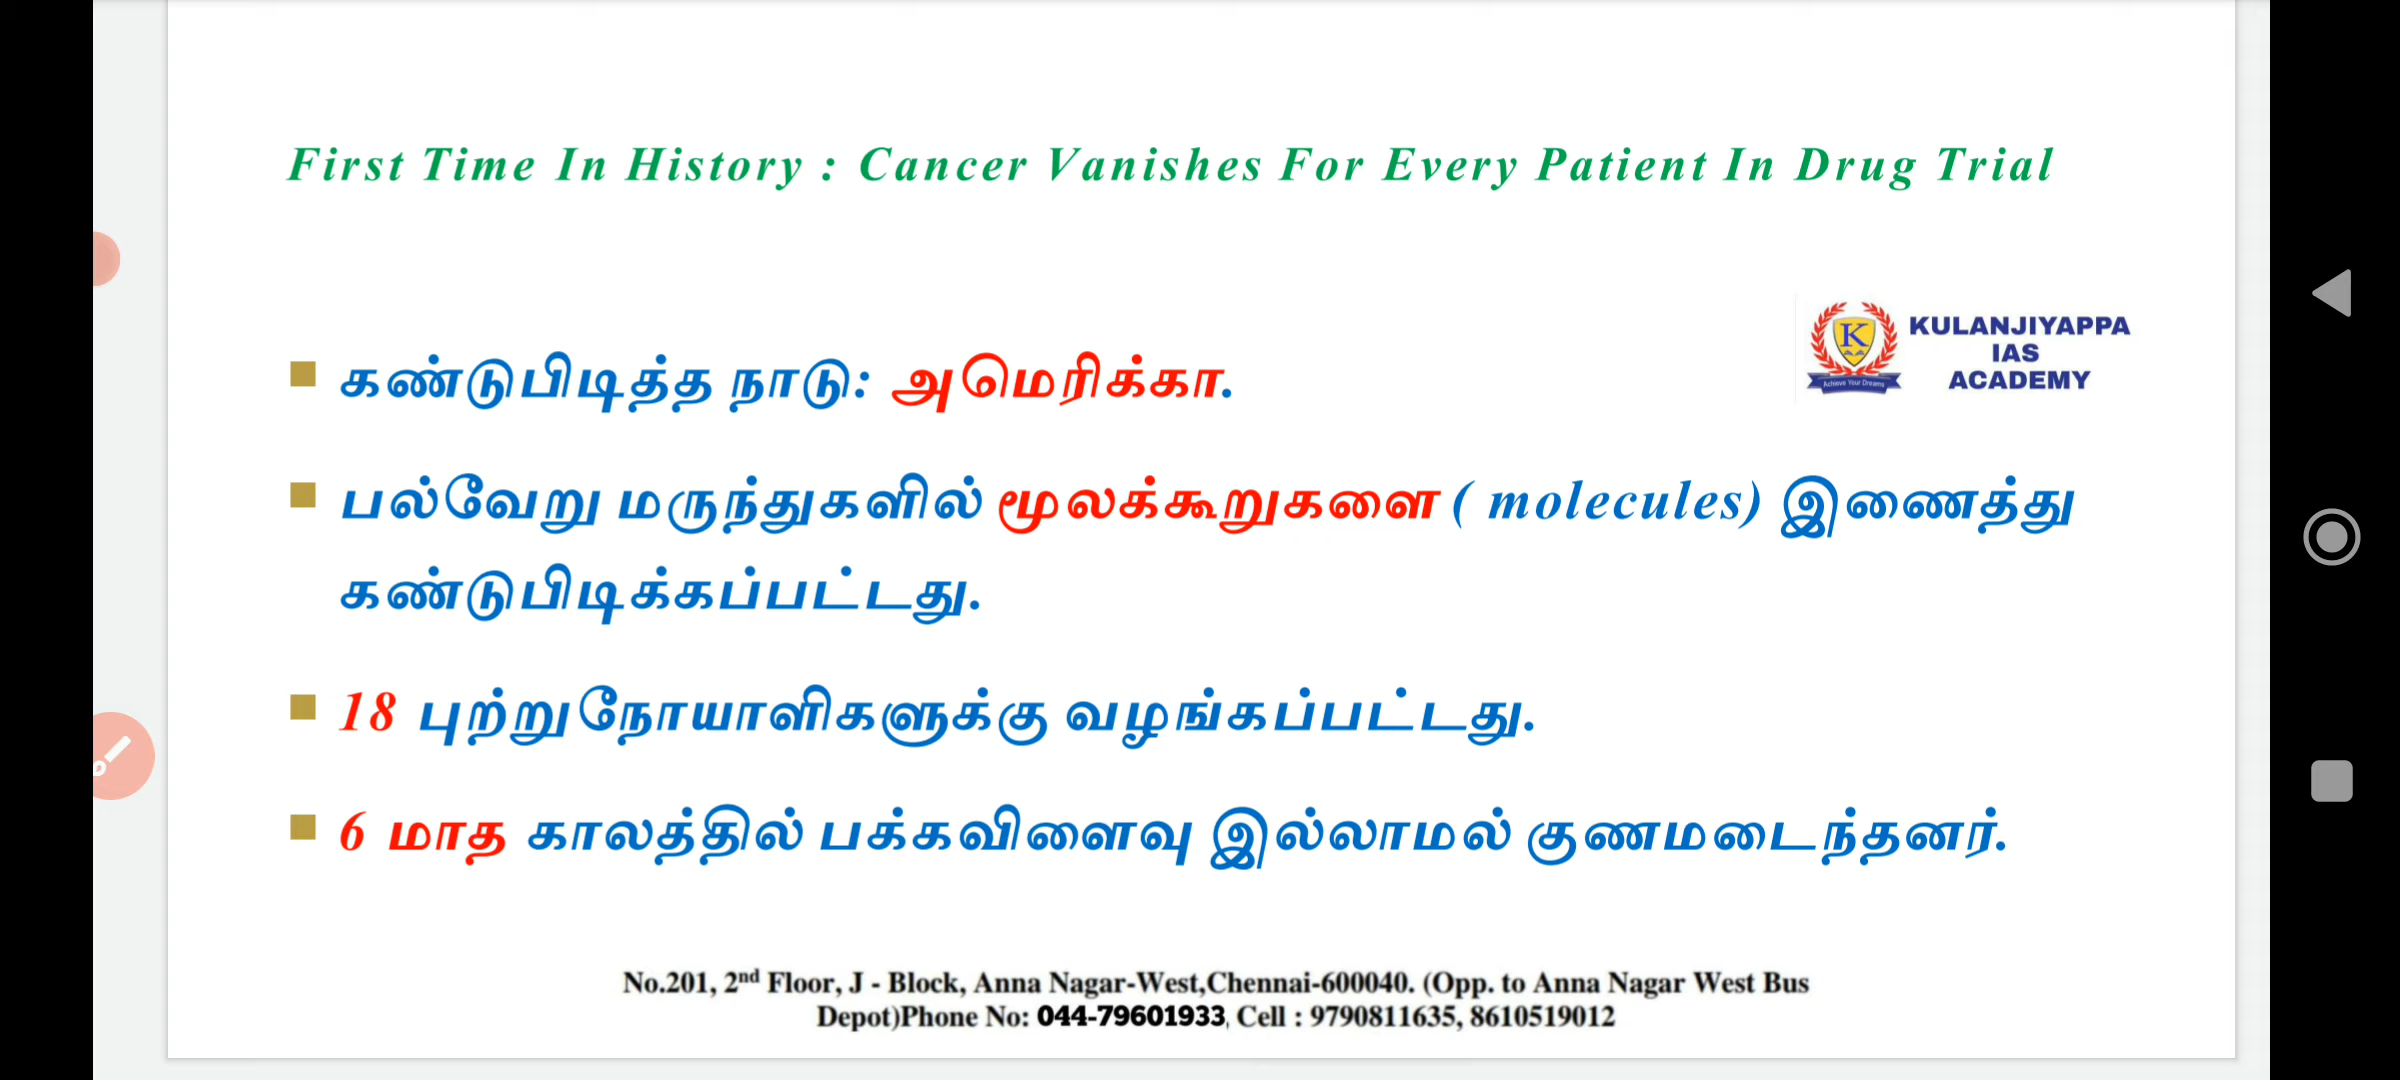 First Time In History : Cancer Vanishes For Every Patient In Drug Trial
K
Achieve Your Dreams
KULANJIYAPPA
IAS
ACADEMY
கண்டுபிடித்த நாடு: அமெரிக்கா.
பல்வேறு மருந்துகளில் மூலக்கூறுகளை ( molecules) இணைத்து
கண்டுபிடிக்கப்பட்டது.
18 புற்றுநோயாளிகளுக்கு வழங்கப்பட்டது.
6 மாத காலத்தில் பக்கவிளைவு இல்லாமல் குணமடைந்தனர்.
No.201, 2nd Floor, J - Block, Anna Nagar-West,Chennai-600040. (Opp. to Anna Nagar West Bus
Depot)Phone No: 044-79601933, Cell : 9790811635, 8610519012